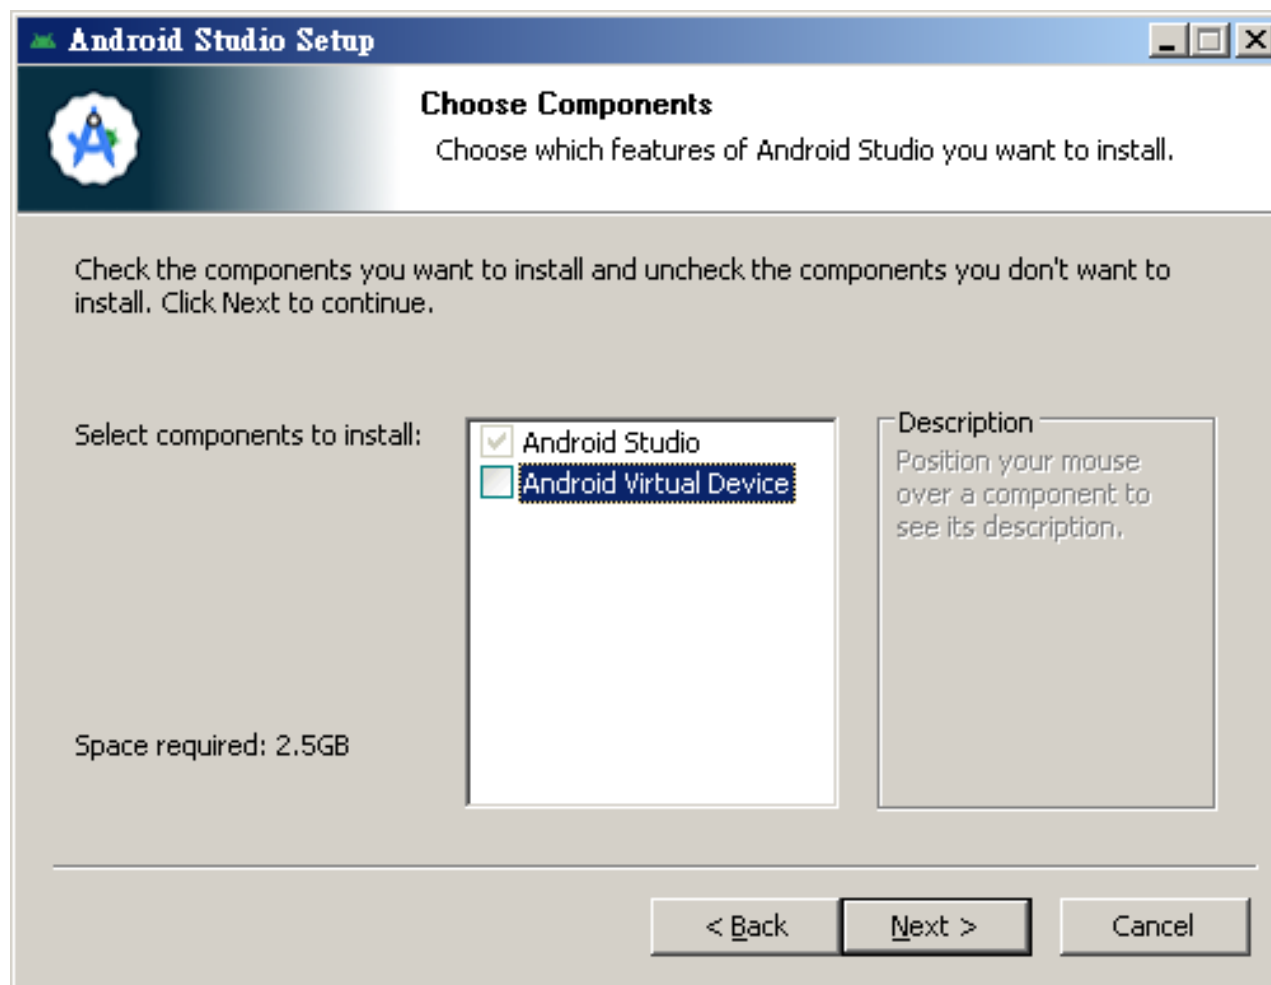 Android Studio Setup
Choose Components
Choose which features of Android Studio you want to install.
Check the components you want to install and uncheck the components you don't want to
install. Click Next to continue.
Select components to install:
Android Studio
Android Virtual Device
Description
Position your mouse
over a component to
see its description.
Space required: 2.5GB
< Back
Next >
Cancel